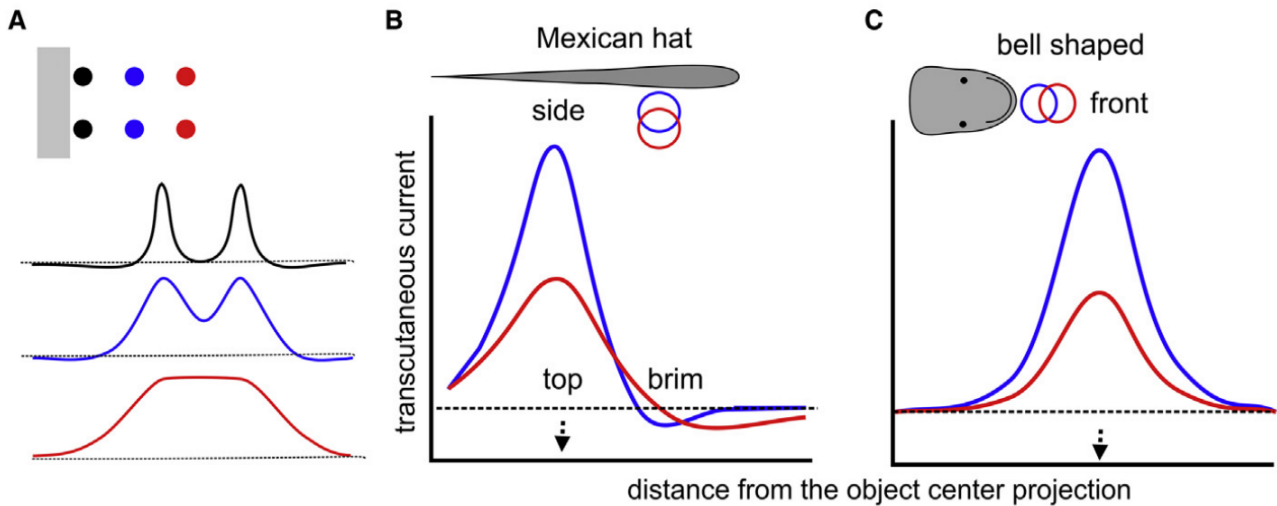 A
B
Mexican hat
side
transcutaneous current
top
brim
C
bell shaped
front
distance from the object center projection